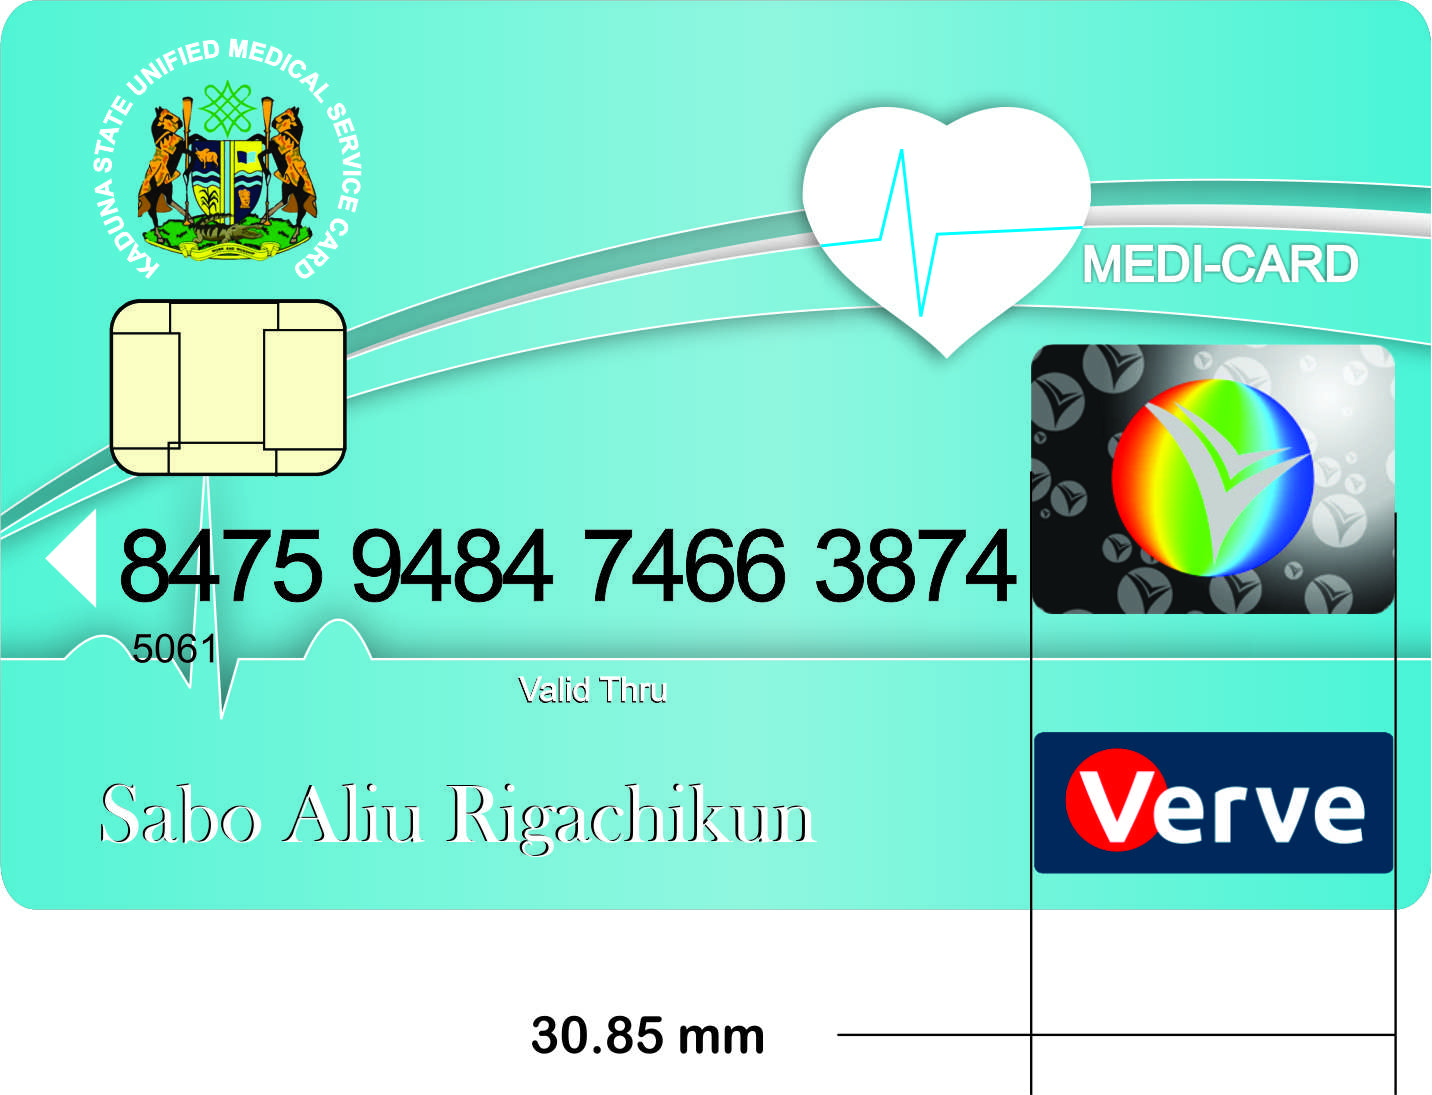 KADUNA STATE UNIFIED MEDICAL SERVICE CARD
MEDI-CARD
8475 9484 7466 3874
5061
Valid Thru
Sabo Aliu Rigachikun
Verve
30.85 mm